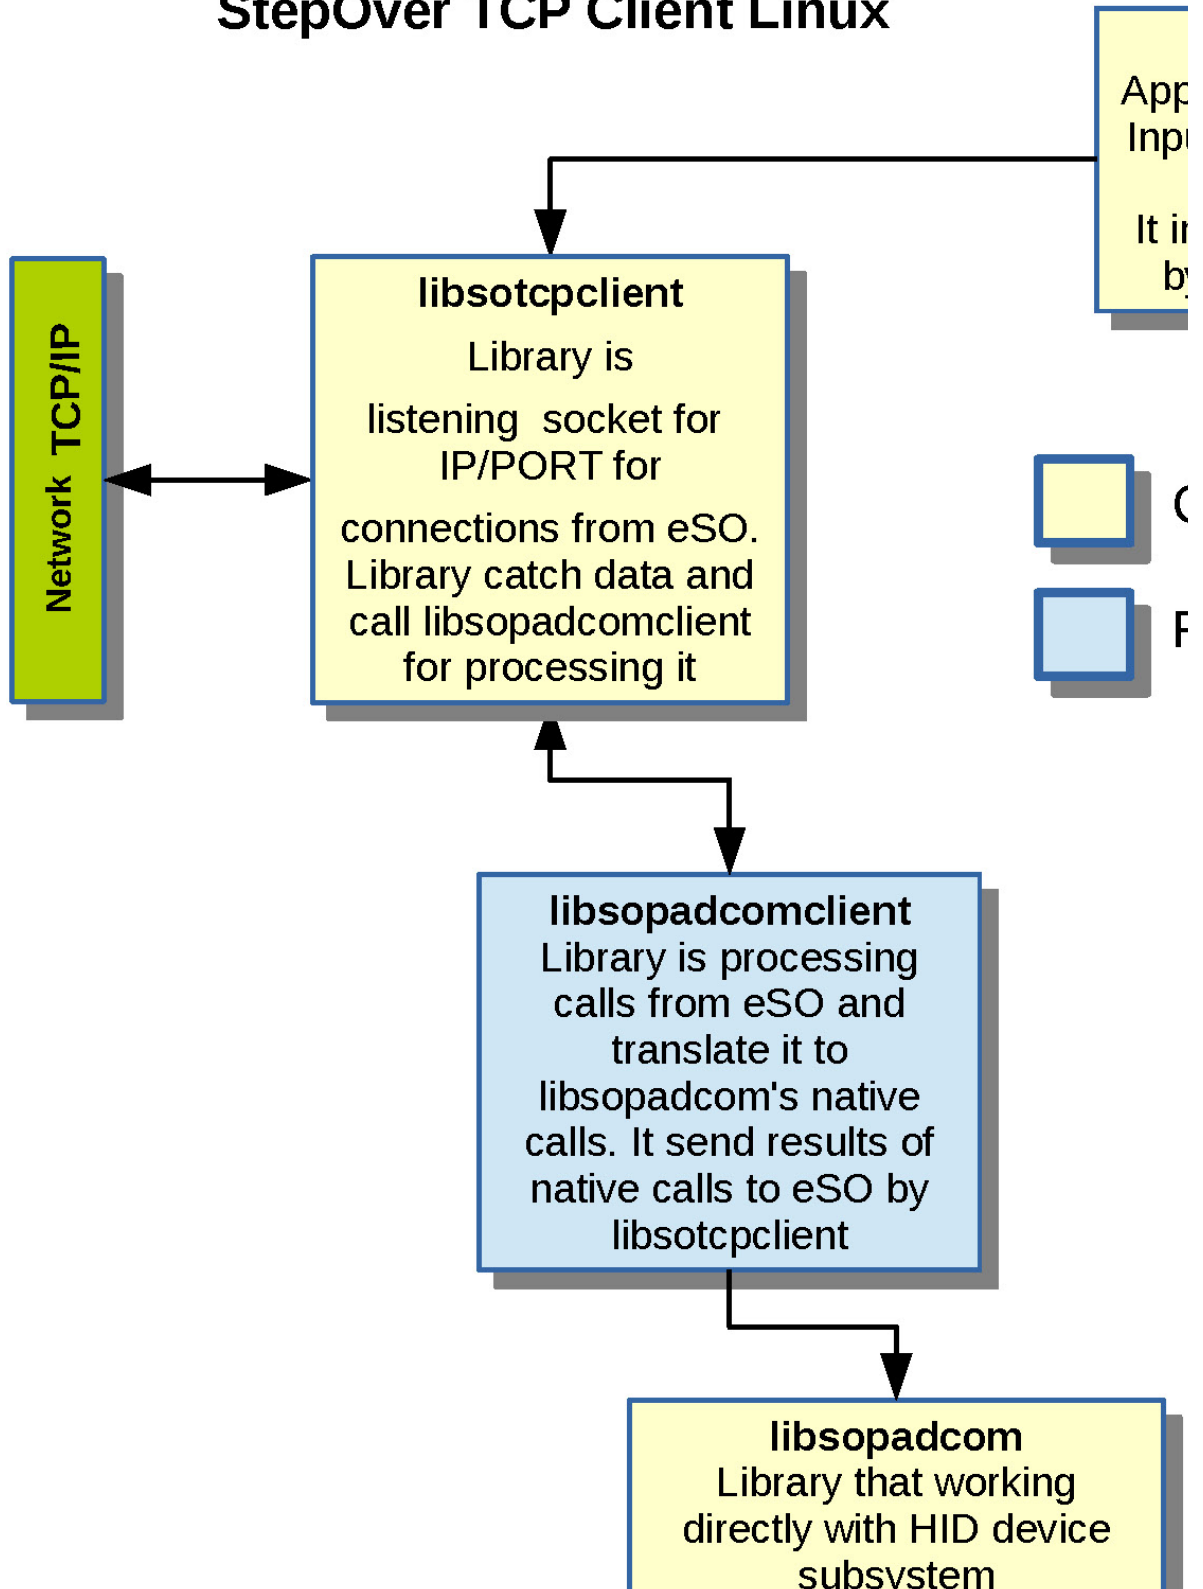 StepOver TCP Client Linux
It
Network TCP/IP
libsotcpclient
Library is
listening socket for
IP/PORT for
connections from eSO.
Library catch data and
call libsopadcomclient
for processing it
libsopadcomclient
Library is processing
calls from eSO and
translate it to
libsopadcom's native
calls. It send results of
native calls to eSO by
libsotcpclient
libsopadcom
Library that working
directly with HID device
subsystem